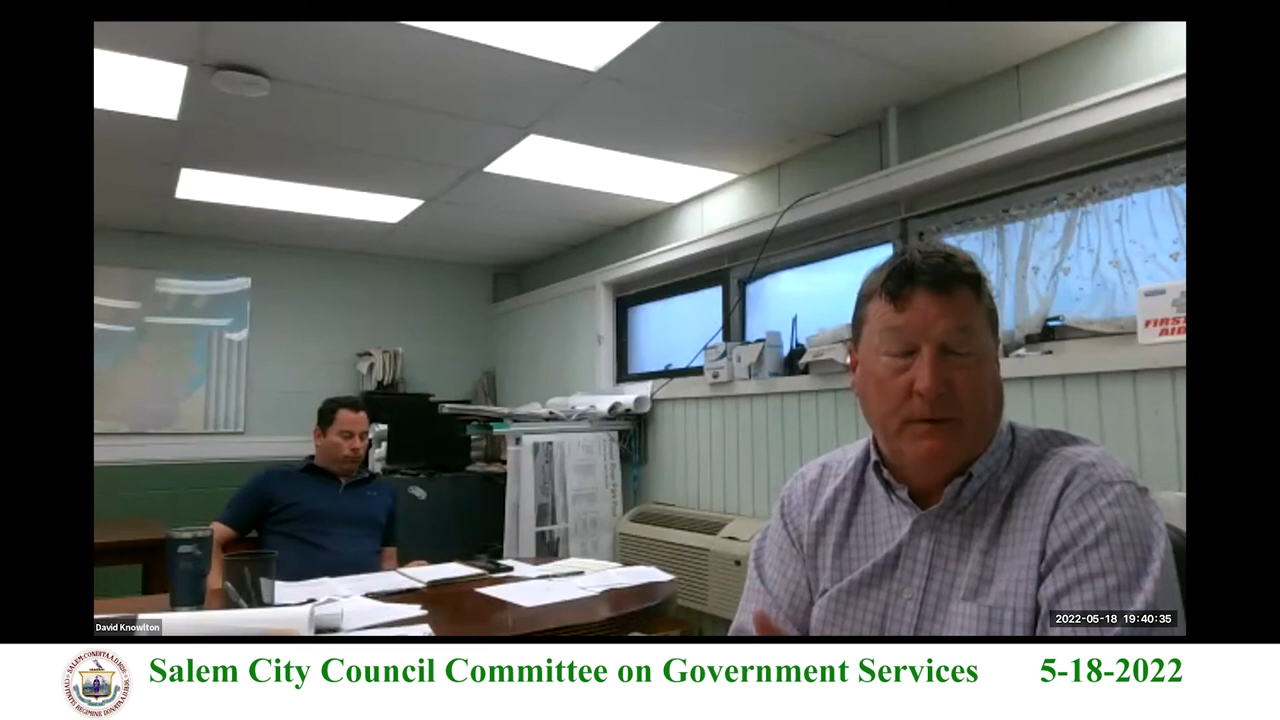 FIRST
AID
David Knowlton
2022-05-18 19:40:35
Salem City Council Committee on Government Services 5-18-2022